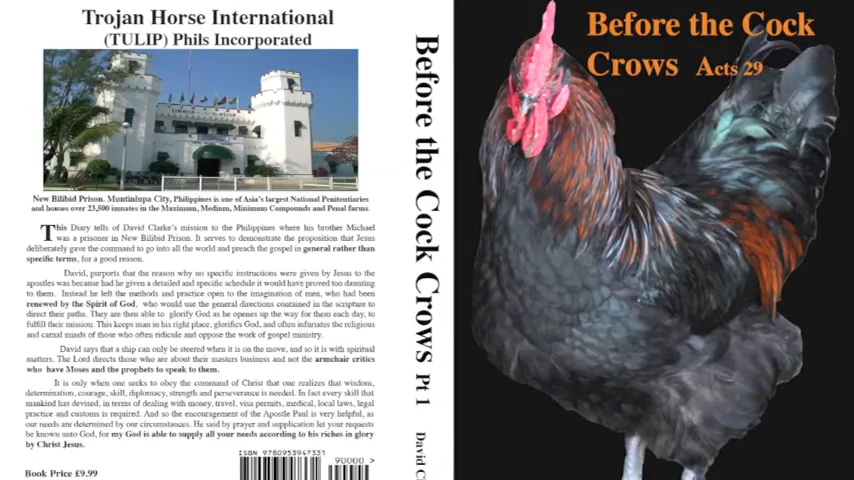 Trojan Horse International
(TULIP) Phils Incorporated
New Bilibid Prison. Muntinlupa City, Philippines is one of Asia's largest National Penitentiaries
and houses over 23,500 inmates in the Maximum, Medium, Minimum Compounds and Penal farms.
This Diary tells of David Clarke's mission to the Philippines where his brother Michael
was a prisoner in New Bilibid Prison. It serves to demonstrate the proposition that Jesus
deliberately gave the command to go into all the world and preach the gospel in general rather than
specific terms, for a good reason.
David, purports that the reason why no specific instructions were given by Jesus to the
apostles was because had he given a detailed and specific schedule it would have proved too daunting
to them. Instead he left the methods and practice open to the imagination of men, who had been
renewed by the Spirit of God, who would use the general directions contained in the scripture to
direct their paths. They are then able to glorify God as he opens up the way for them each day, to
fulfill their mission. This keeps man in his right place, glorifies God, and often infuriates the religious
and carnal minds of those who often ridicule and oppose the work of gospel ministry.
David says that a ship can only be steered when it is on the move, and so it is with spiritual
matters. The Lord directs those who are about their masters business and not the armchair critics
who have Moses and the prophets to speak to them.
It is only when one seeks to obey the command of Christ that one realizes that wisdom,
determination, courage, skill, diplomacy, strength and perseverance is needed. In fact every skill that
mankind has devised, in terms of dealing with money, travel, visa permits, medical, local laws, legal
practice and customs is required. And so the encouragement of the Apostle Paul is very helpful, as
our needs are determined by our circumstances. He said by prayer and supplication let your requests
be known unto God, for my God is able to supply all your needs according to his riches in glory
by Christ Jesus.
Book Price £9.99
ISBN 9780953947331
90000 >
Before the Cock Crows Pt 1
David Cl
Before the Cock
Crows Acts 29